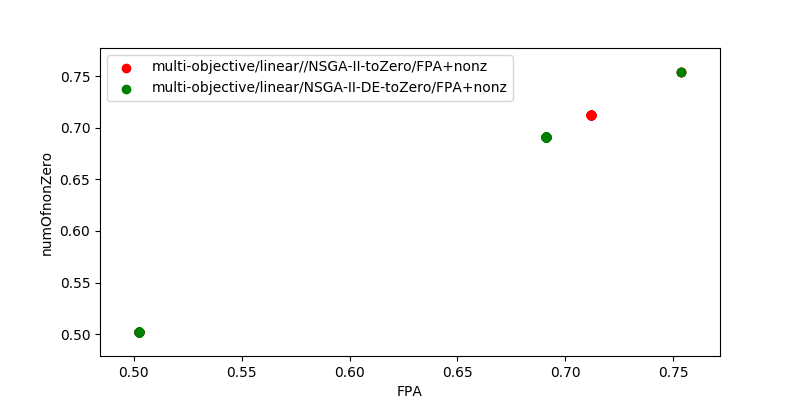 multi-objective/linear//NSGA-II-toZero/FPA+nonz
multi-objective/linear/NSGA-II-DE-toZero/FPA+nonz
numOfnonZero
0.75
0.70
0.65
0.60
0.55
0.50
0.50 0.55 0.60 0.65 0.70 0.75
FPA